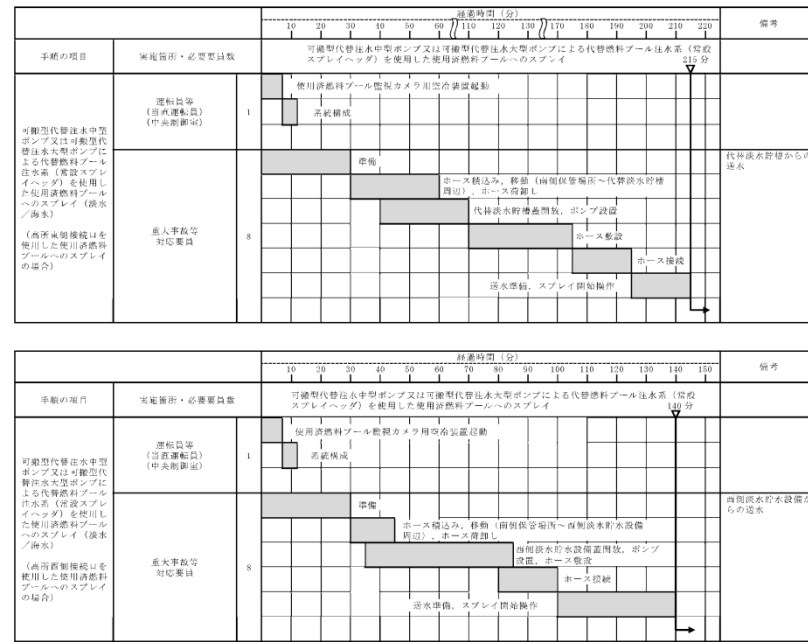 経過時間（分）
備考
10 20 30 40 50 60 110 120 130 170 180 190 200 210 220
手順の項目
実施箇所・必要要員数
可搬型代替注水中型ポンプ又は可搬型代替注水大型ポンプによる代替燃料プール注水系（常設
スプレイヘッダ）を使用した使用済燃料プールへのスプレイ
215 分
可搬型代替注水中型
ポンプ又は可搬型代
替注水大型ポンプに
よる代替燃料プール
注水系（常設スプレ
イヘッダ）を使用し
た使用済燃料プール
へのスプレイ（淡水
／海水）
（高所東側接続口を
使用した使用済燃料
プールへのスプレイ
の場合）
運転員等
（当直運転員）
（中央制御室）
1
使用済燃料プール監視カメラ用空冷装置起動
系統構成
重大事故等
対応要員
8
準備
ホース積込み，移動（南側保管場所～代替淡水貯槽
周辺），ホース荷卸し
代替淡水貯槽蓋開放，ポンプ設置
ホース敷設
ホース接続
送水準備，スプレイ開始操作
代替淡水貯槽からの
送水
経過時間（分）
備考
10 20 30 40 50 60 70 80 90 100 110 120 130 140 150
手順の項目
実施箇所・必要要員数
可搬型代替注水中型ポンプ又は可搬型代替注水大型ポンプによる代替燃料プール注水系（常設
スプレイヘッダ）を使用した使用済燃料プールへのスプレイ
140 分
可搬型代替注水中型
ポンプ又は可搬型代
替注水大型ポンプに
よる代替燃料プール
注水系（常設スプレ
イヘッダ）を使用し
た使用済燃料プール
へのスプレイ（淡水
／海水）
（高所西側接続口を
使用した使用済燃料
プールへのスプレイ
の場合）
運転員等
（当直運転員）
（中央制御室）
1
使用済燃料プール監視カメラ用空冷装置起動
系統構成
重大事故等
対応要員
8
準備
ホース積込み，移動（南側保管場所～西側淡水貯水設備
周辺），ホース荷卸し
西側淡水貯水設備蓋開放，ポンプ
設置，ホース敷設
ホース接続
送水準備，スプレイ開始操作
西側淡水貯水設備か
らの送水